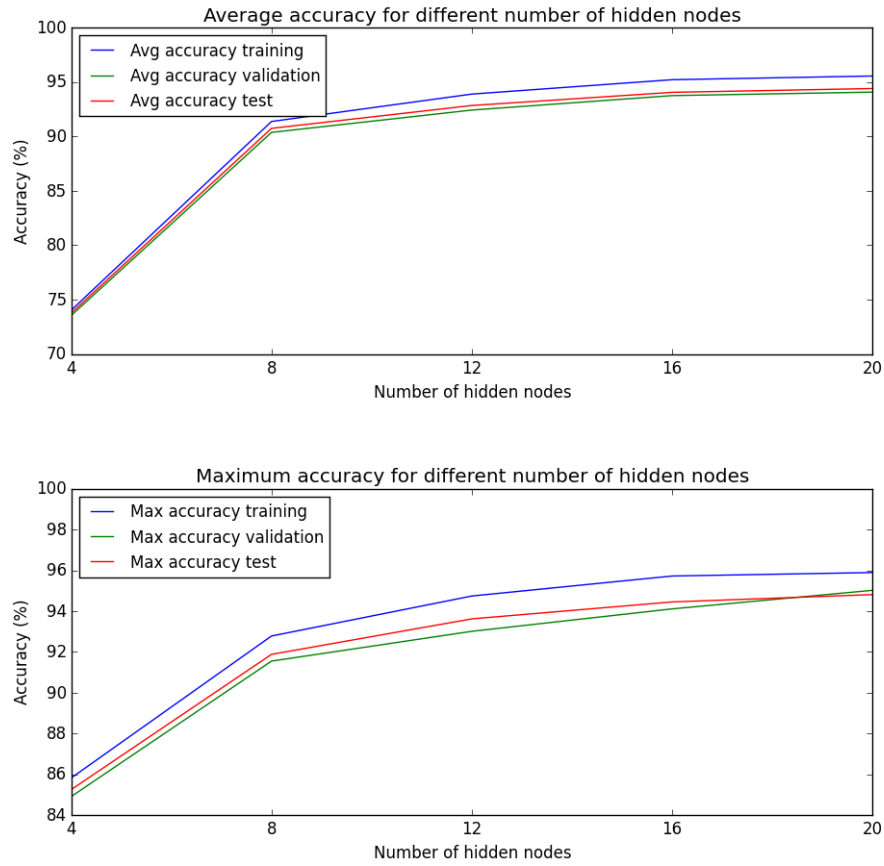 Average accuracy for different number of hidden nodes
100
95
90
85
80
75
70
Accuracy (%)
Avg accuracy training
Avg accuracy validation
Avg accuracy test
4 8 12 16 20
Number of hidden nodes
Maximum accuracy for different number of hidden nodes
100
98
96
94
92
90
88
86
84
Accuracy (%)
Max accuracy training
Max accuracy validation
Max accuracy test
4 8 12 16 20
Number of hidden nodes